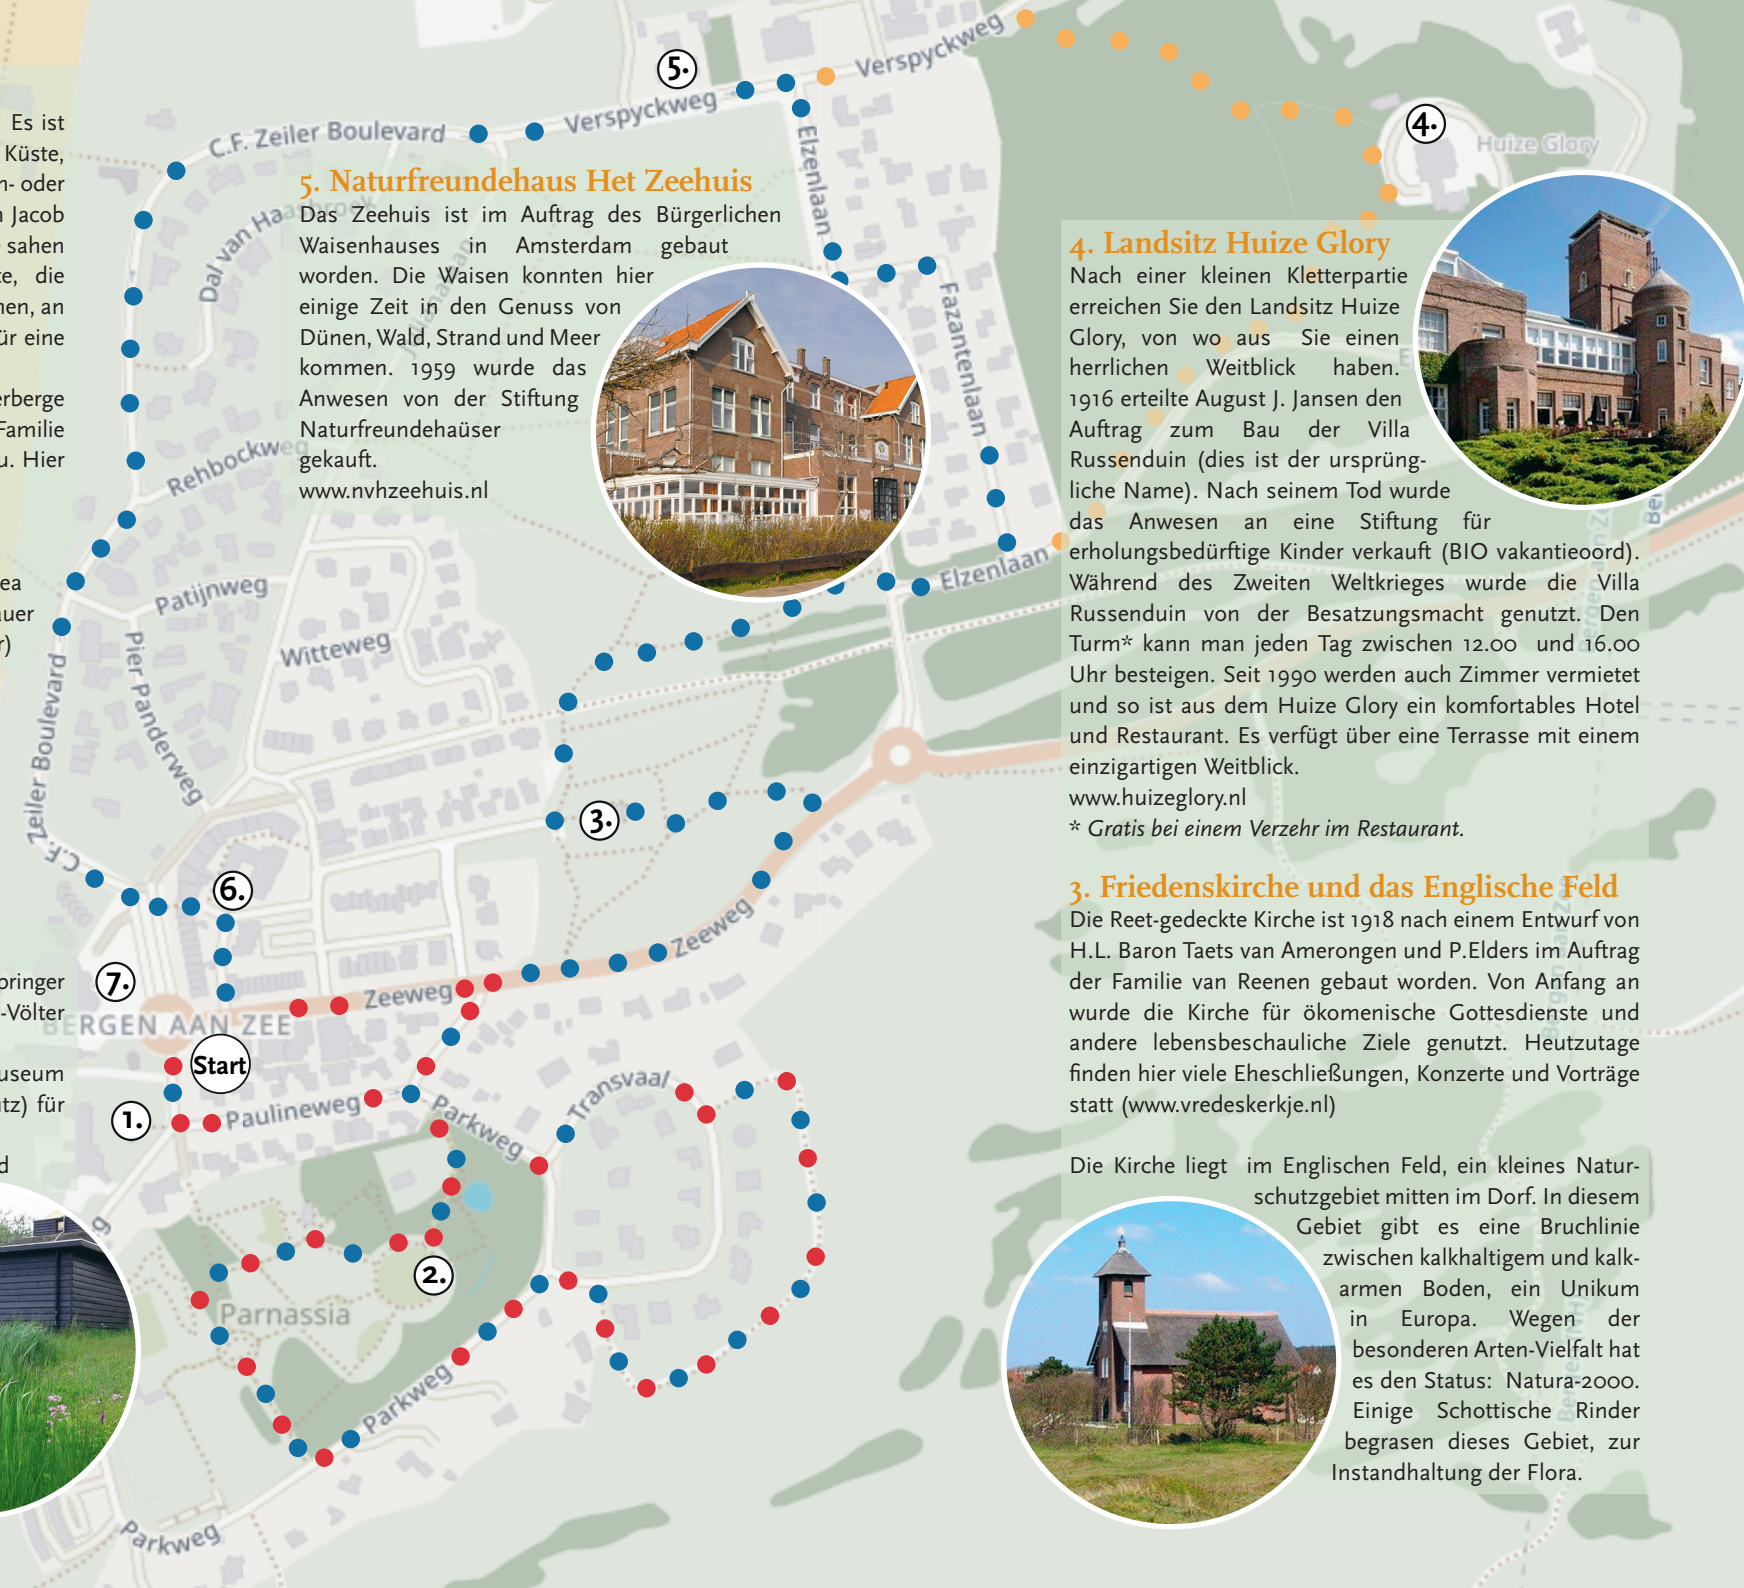 Es ist
Küste,
n- oder
Jacob
sahen
te, die
nen, an
ür eine
erberge
Familie
u. Hier
ea
auer
r)
pringer
-Völter
useum
tz) für
d
5. Naturfreundehaus Het Zeehuis
Das Zeehuis ist im Auftrag des Bürgerlichen
Waisenhauses in Amsterdam gebaut
worden. Die Waisen konnten hier
einige Zeit in den Genuss von
Dünen, Wald, Strand und Meer
kommen. 1959 wurde das
Anwesen von der Stiftung
Naturfreundehaüser
gekauft.
www.nvhzeehuis.nl
4. Landsitz Huize Glory
Nach einer kleinen Kletterpartie
erreichen Sie den Landsitz Huize
Glory, von wo aus Sie einen
herrlichen Weitblick haben.
1916 erteilte August J. Jansen den
Auftrag zum Bau der Villa
Russenduin (dies ist der ursprüng-
liche Name). Nach seinem Tod wurde
das Anwesen an eine Stiftung für
erholungsbedürftige Kinder verkauft (BIO vakantieoord).
Während des Zweiten Weltkrieges wurde die Villa
Russenduin von der Besatzungsmacht genutzt. Den
Turm* kann man jeden Tag zwischen 12.00 und 16.00
Uhr besteigen. Seit 1990 werden auch Zimmer vermietet
und so ist aus dem Huize Glory ein komfortables Hotel
und Restaurant. Es verfügt über eine Terrasse mit einem
einzigartigen Weitblick.
www.huizeglory.nl
* Gratis bei einem Verzehr im Restaurant.
3. Friedenskirche und das Englische Feld
Die Reet-gedeckte Kirche ist 1918 nach einem Entwurf von
H.L. Baron Taets van Amerongen und P.Elders im Auftrag
der Familie van Reenen gebaut worden. Von Anfang an
wurde die Kirche für ökomenische Gottesdienste und
andere lebensbeschauliche Ziele genutzt. Heutzutage
finden hier viele Eheschließungen, Konzerte und Vorträge
statt (www.vredeskerkje.nl)
Die Kirche liegt im Englischen Feld, ein kleines Natur-
schutzgebiet mitten im Dorf. In diesem
Gebiet gibt es eine Bruchlinie
zwischen kalkhaltigem und kalk-
armen Boden, ein Unikum
in Europa. Wegen der
besonderen Arten-Vielfalt hat
es den Status: Natura-2000.
Einige Schottische Rinder
begrasen dieses Gebiet, zur
Instandhaltung der Flora.
C.F. Zeiler Boulevard
Verspyckweg
Verspyckweg
5.
4.
Huize Glory
Elzenlaan
Fazantenlaan
Elzenlaan
Dal van Haasbroek
Rehbockweg
Patijnweg
Witteweg
Pier Panderweg
C.F. Zeiler Boulevard
3.
6.
7.
Zeeweg
Zeeweg
BERGEN AAN ZEE
Start
1.
Paulineweg
Parkweg
Transvaal
2.
Parnassia
Parkweg
Parkweg